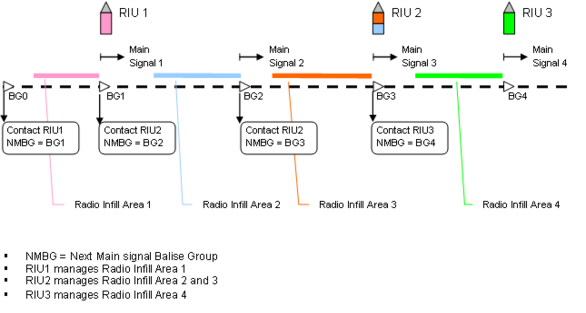 RIU 1
RIU 2
RIU 3
Main
Signal 1
Main
Signal 2
Main
Signal 3
Main
Signal 4
BG0
BG1
BG2
BG3
BG4
Contact RIU1
NMBG = BG1
Contact RIU2
NMBG = BG2
Contact RIU2
NMBG = BG3
Contact RIU3
NMBG = BG4
Radio Infill Area 1
Radio Infill Area 2
Radio Infill Area 3
Radio Infill Area 4
▪ NMBG = Next Main signal Balise Group
▪ RIU1 manages Radio Infill Area 1
▪ RIU2 manages Radio Infill Area 2 and 3
▪ RIU3 manages Radio Infill Area 4